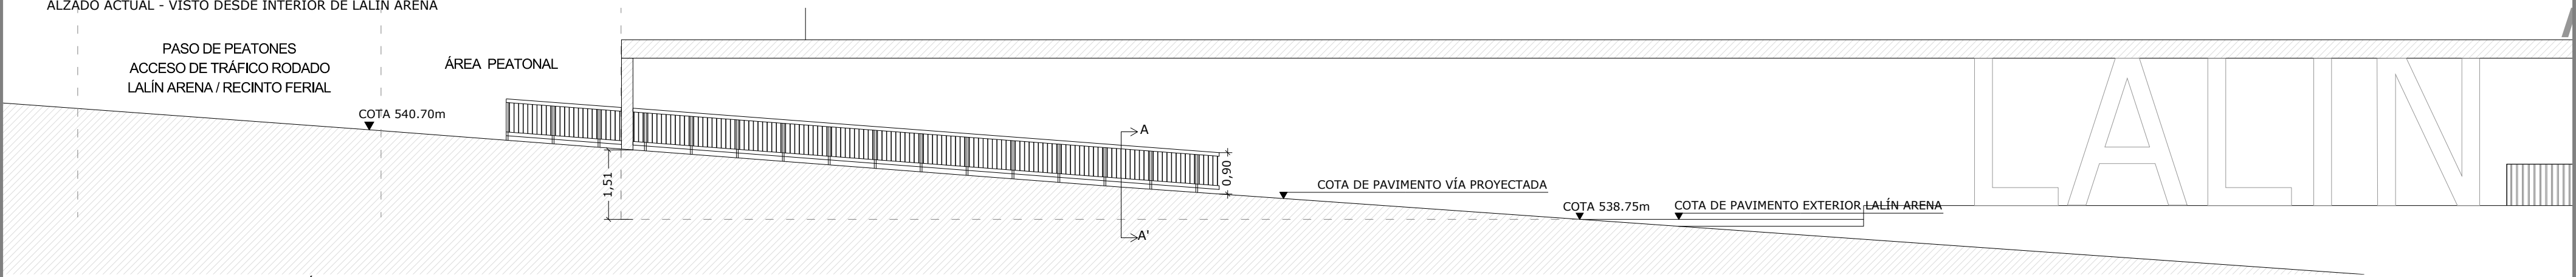 ALZADO ACTUAL - VISTO DESDE INTERIOR DE LALÍN ARENA
PASO DE PEATONES
ACCESO DE TRÁFICO RODADO
LALÍN ARENA / RECINTO FERIAL
ÁREA PEATONAL
COTA 540.70m
1,51
A
A'
0,90
COTA DE PAVIMENTO VÍA PROYECTADA
COTA 538.75m
COTA DE PAVIMENTO EXTERIOR LALÍN ARENA
LALIN